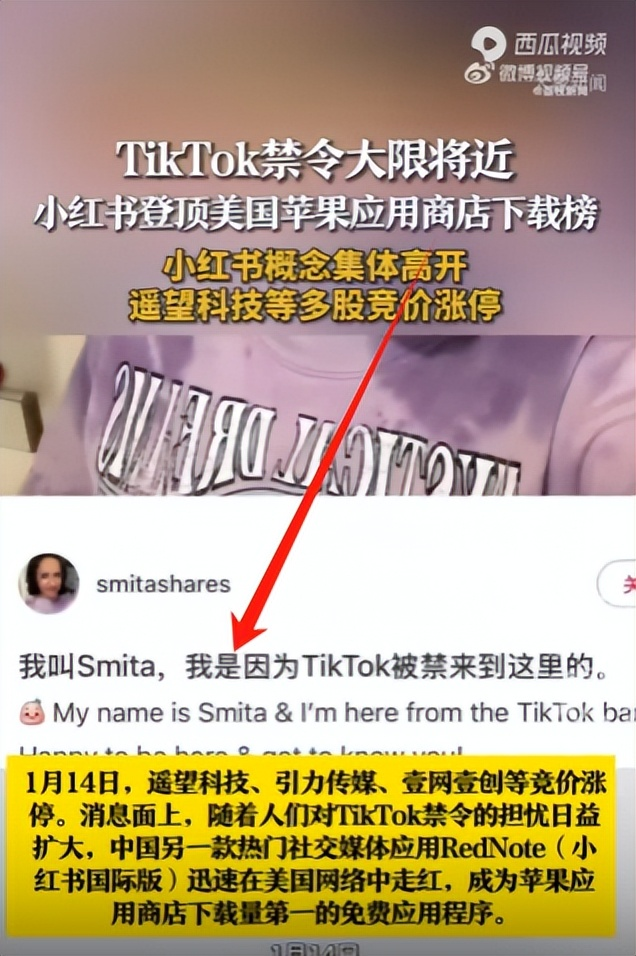 西瓜视频
微博视频号
TikTok禁令大限将近
小红书登顶美国苹果应用商店下载榜
小红书概念集体高开
遥望科技等多股竞价涨停
smitashares
关
我叫Smita，我是因为TikTok被禁来到这里的。
My name is Smita & I'm here from the TikTok ba
Happy to be here & get to know you!
1月14日，遥望科技、引力传媒、壹网壹创等竞价涨
停。消息面上，随着人们对TikTok禁令的担忧日益
扩大，中国另一款热门社交媒体应用RedNote（小
红书国际版）迅速在美国网络中走红，成为苹果应
用商店下载量第一的免费应用程序。
1月14日